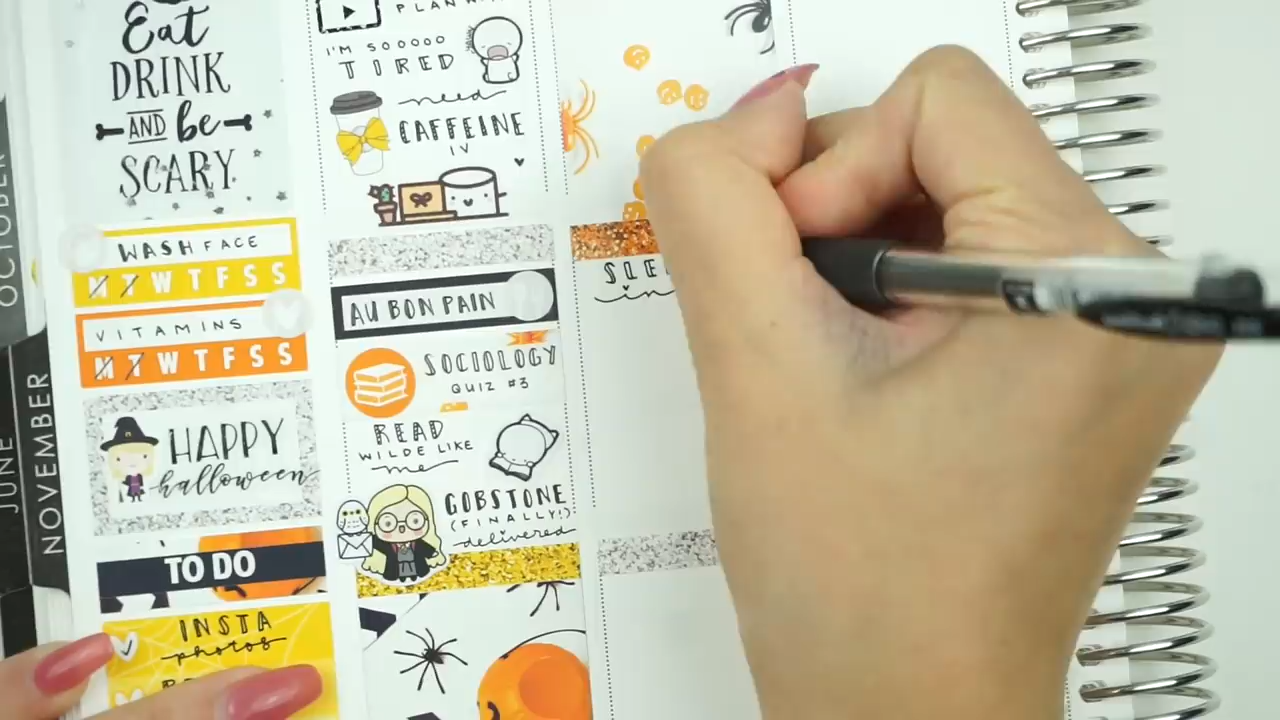 Eat
DRINK
AND be
SCARY
WASH FACE
M T W T F S S
VITAMINS
M T W T F S S
HAPPY
halloween
TO DO
INSTA
photos
I'M SOOOOO
TIRED
need
CAFFEINE
IV
AU BON PAIN
SOCIOLOGY
QUIZ #3
READ
WILDE LIKE
me
GOBSTONE
(FINALLY!)
delivered
OCTOBER
NOVEMBER
JUNE